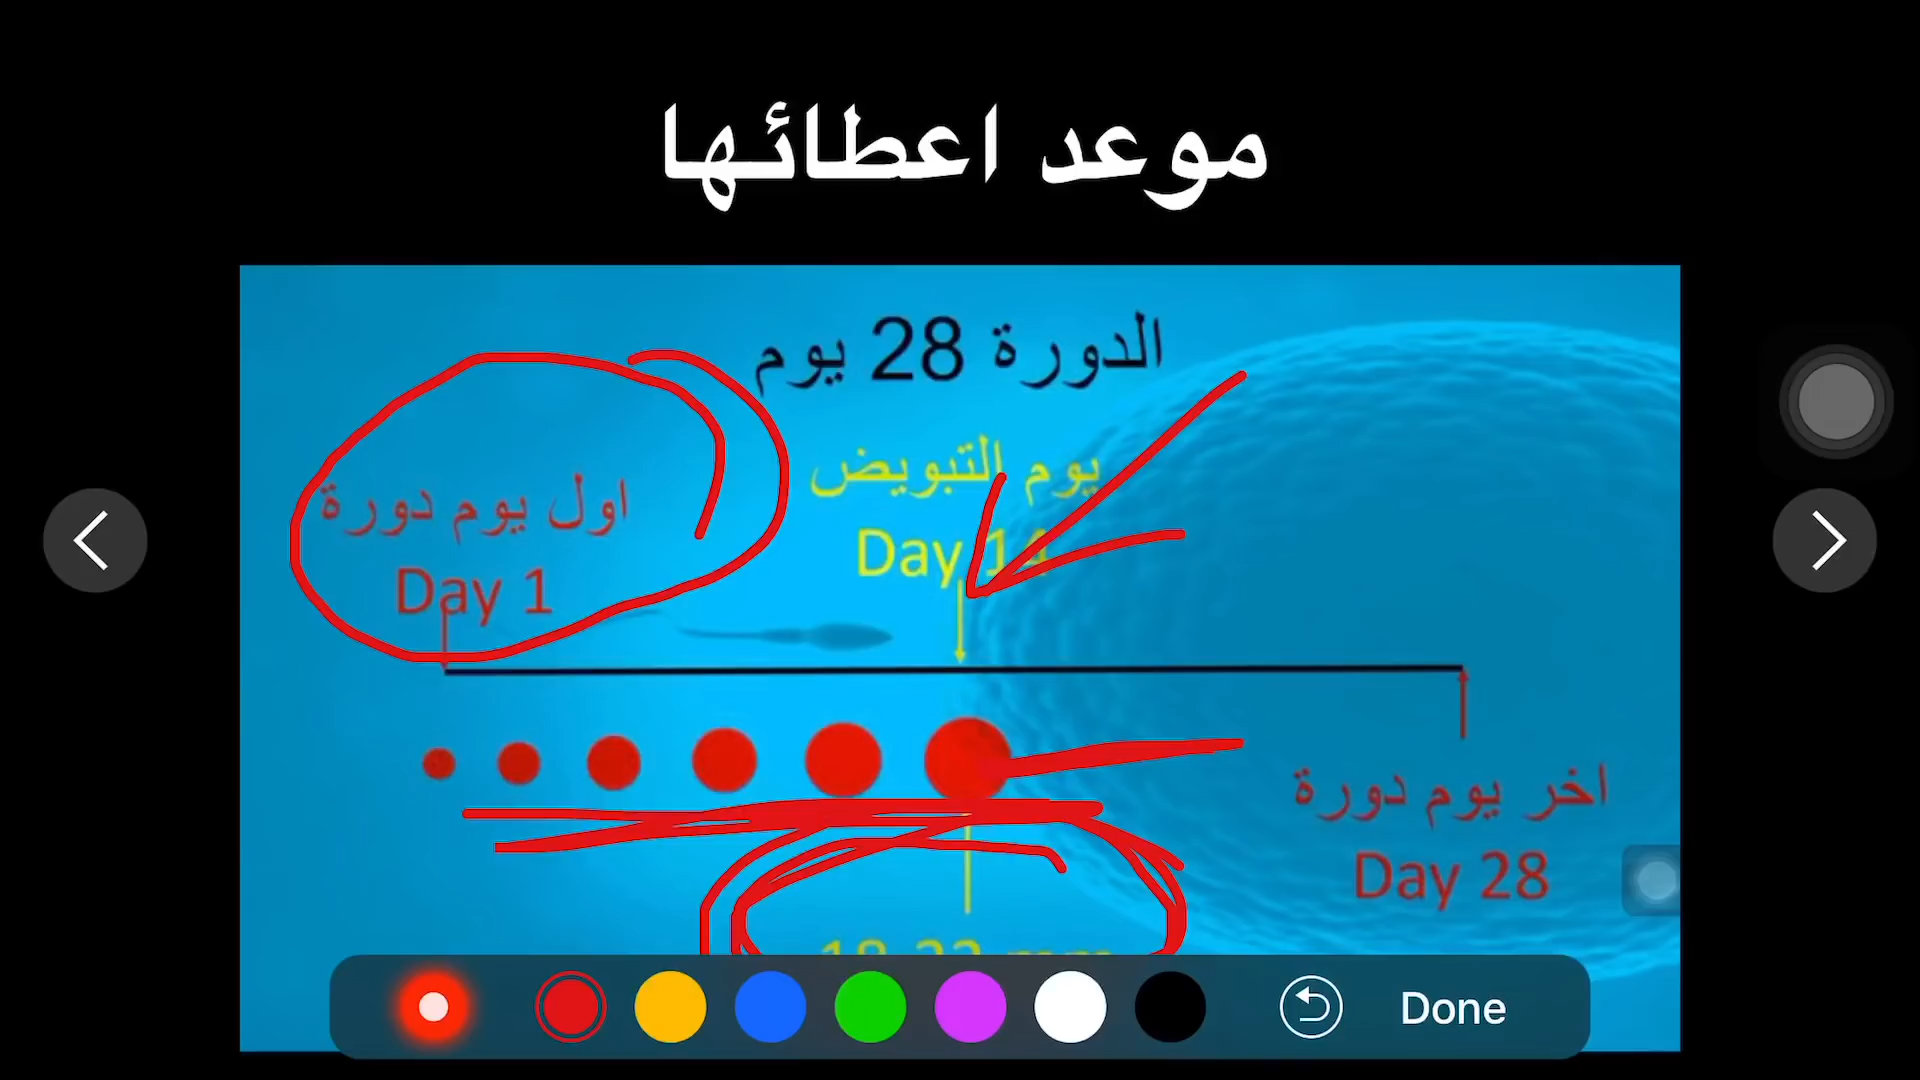 موعد اعطائها
الدورة 28 يوم
يوم التبويض
Day 14
اول يوم دورة
Day 1
اخر يوم دورة
Day 28
Done